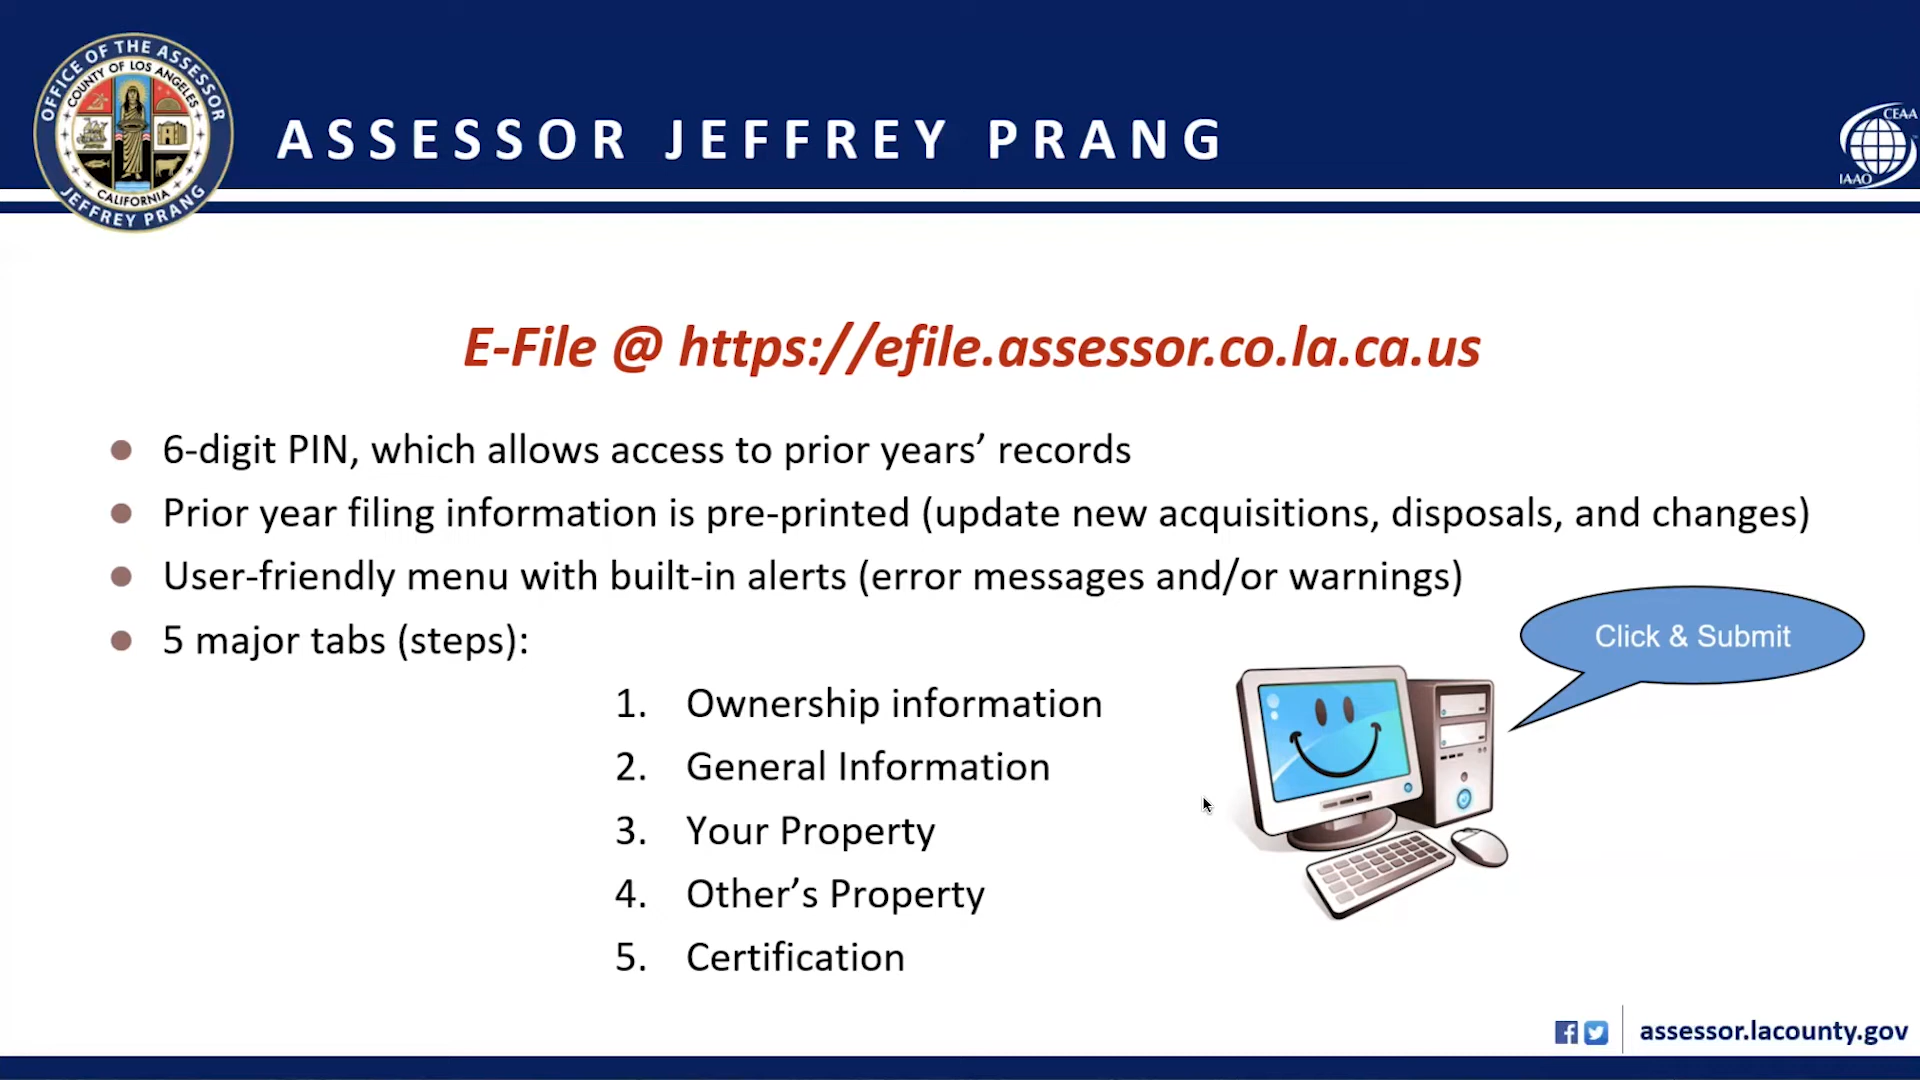 OFFICE OF THE ASSESSOR
COUNTY OF LOS ANGELES
CALIFORNIA
JEFFREY PRANG
ASSESSOR JEFFREY PRANG
CEAA
IAAO
E-File @ https://efile.assessor.co.la.ca.us
6-digit PIN, which allows access to prior years’ records
Prior year filing information is pre-printed (update new acquisitions, disposals, and changes)
User-friendly menu with built-in alerts (error messages and/or warnings)
5 major tabs (steps):
Click & Submit
1. Ownership information
2. General Information
3. Your Property
4. Other’s Property
5. Certification
assessor.lacounty.gov